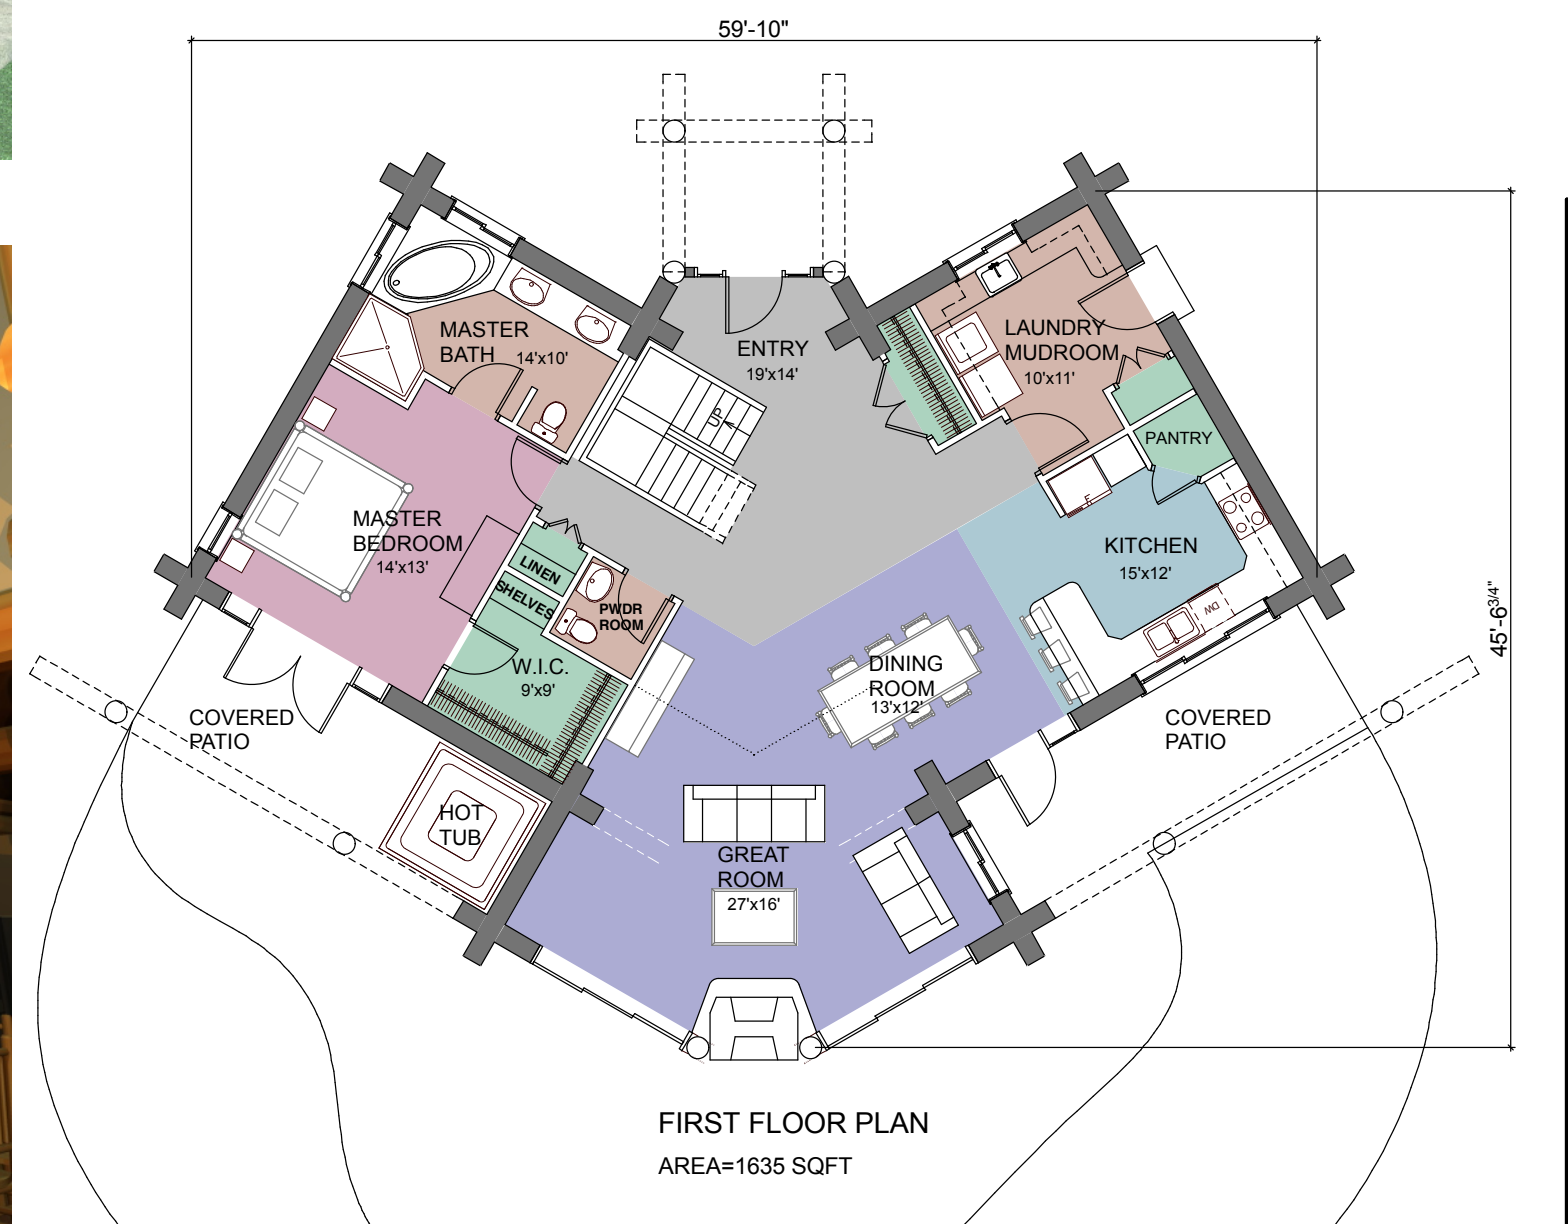 59'-10"
ENTRY
19'x14'
MASTER
BATH 14'x10'
LAUNDRY
MUDROOM
10'x11'
UP
PANTRY
MASTER
BEDROOM
14'x13'
KITCHEN
15'x12'
LINEN
SHELVES
PWDR
ROOM
DW
45'-6 3/4"
W.I.C.
9'x9'
DINING
ROOM
13'x12'
COVERED
PATIO
COVERED
PATIO
HOT
TUB
GREAT
ROOM
27'x16'
FIRST FLOOR PLAN
AREA=1635 SQFT